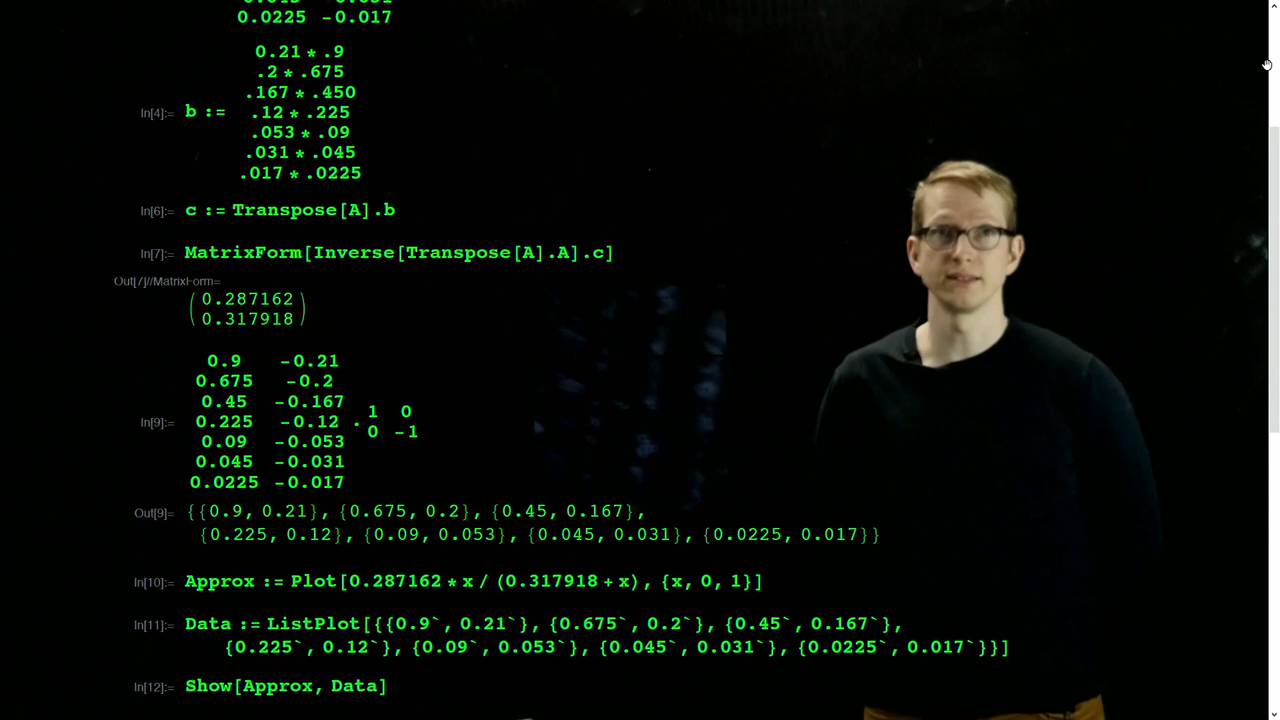 0.0225 -0.017
0.21 * .9
.2 * .675
.167 * .450
In[4]:= b := .12 * .225
.053 * .09
.031 * .045
.017 * .0225
In[6]:= c := Transpose[A].b
In[7]:= MatrixForm[Inverse[Transpose[A].A].c]
Out[7]//MatrixForm=
0.287162
0.317918
0.9 -0.21
0.675 -0.2
0.45 -0.167
In[9]:= 0.225 -0.12 . 1 0
0.09 -0.053 0 -1
0.045 -0.031
0.0225 -0.017
Out[9]= {{0.9, 0.21}, {0.675, 0.2}, {0.45, 0.167},
{0.225, 0.12}, {0.09, 0.053}, {0.045, 0.031}, {0.0225, 0.017}}
In[10]:= Approx := Plot[0.287162 * x / (0.317918 + x), {x, 0, 1}]
In[11]:= Data := ListPlot[{{0.9`, 0.21`}, {0.675`, 0.2`}, {0.45`, 0.167`},
{0.225`, 0.12`}, {0.09`, 0.053`}, {0.045`, 0.031`}, {0.0225`, 0.017`}}]
In[12]:= Show[Approx, Data]